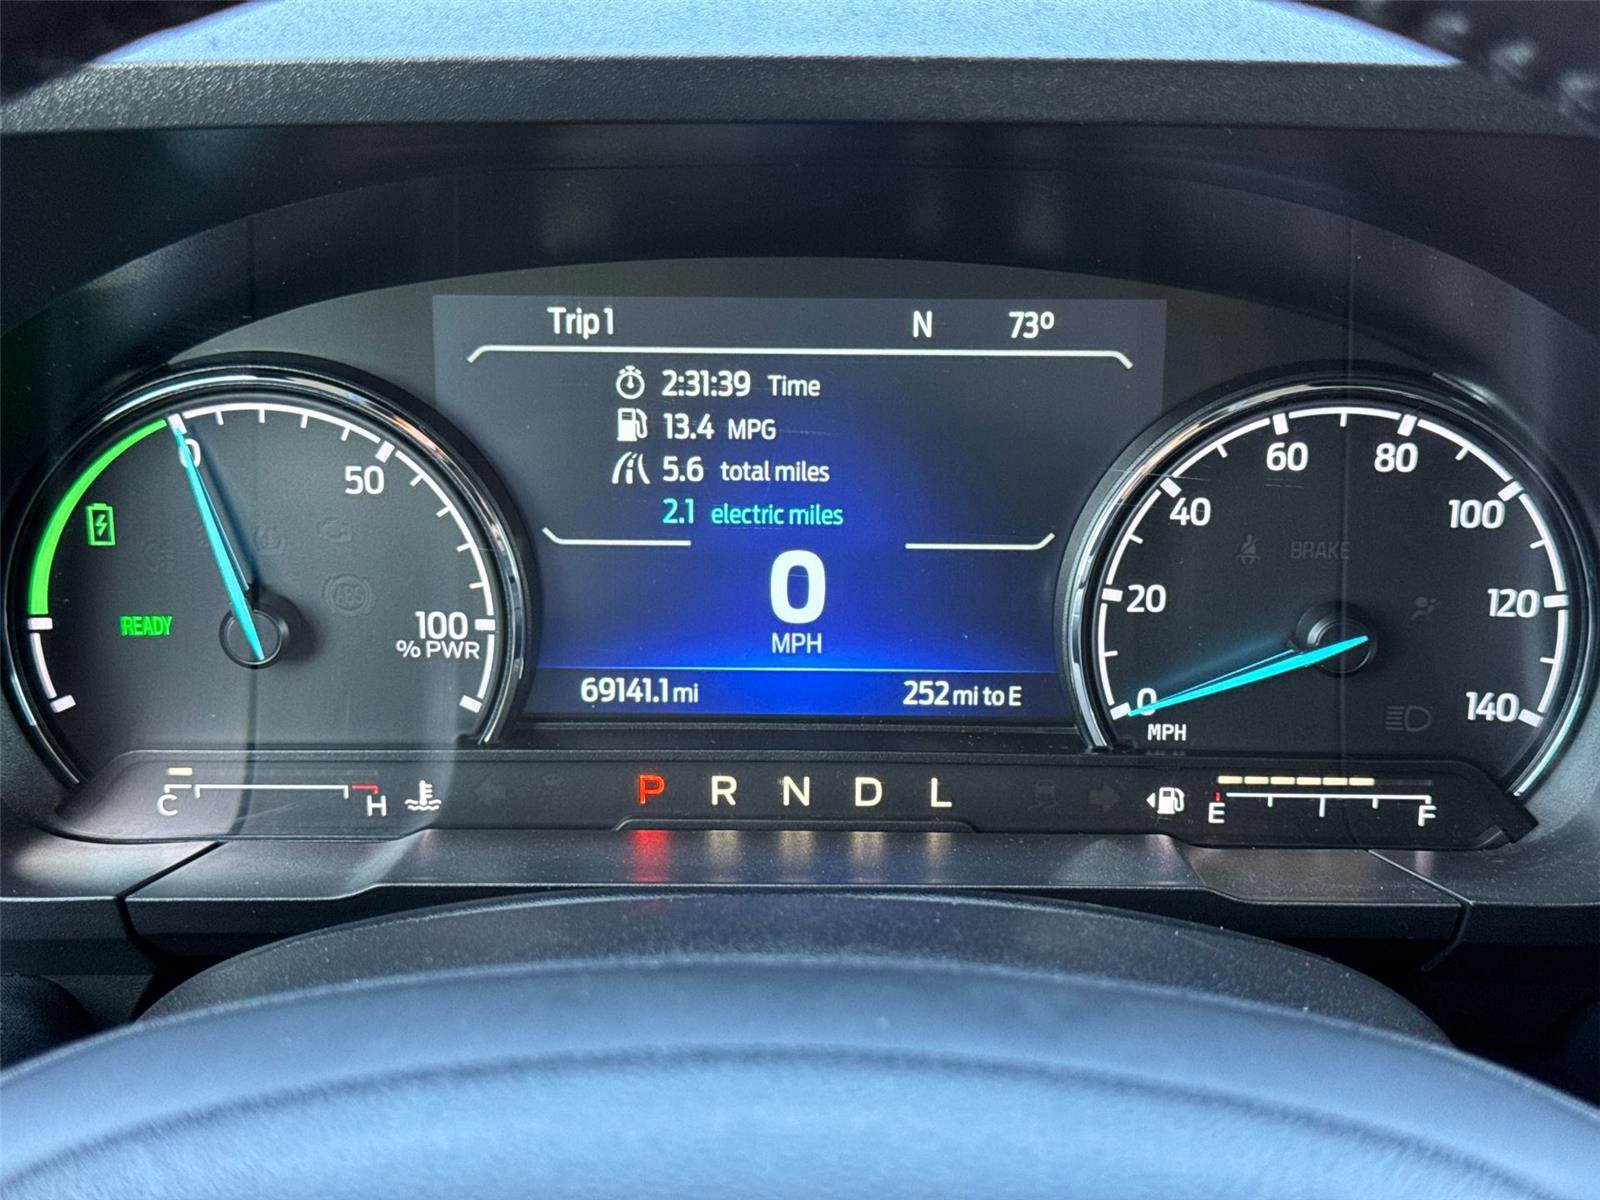 Trip 1 N 73°
2:31:39 Time
13.4 MPG
5.6 total miles
2.1 electric miles
0
MPH
69141.1 mi 252 mi to E
0 50 100
% PWR
READY
ABS
0 20 40 60 80 100 120 140
MPH
BRAKE
C H
P R N D L
E F